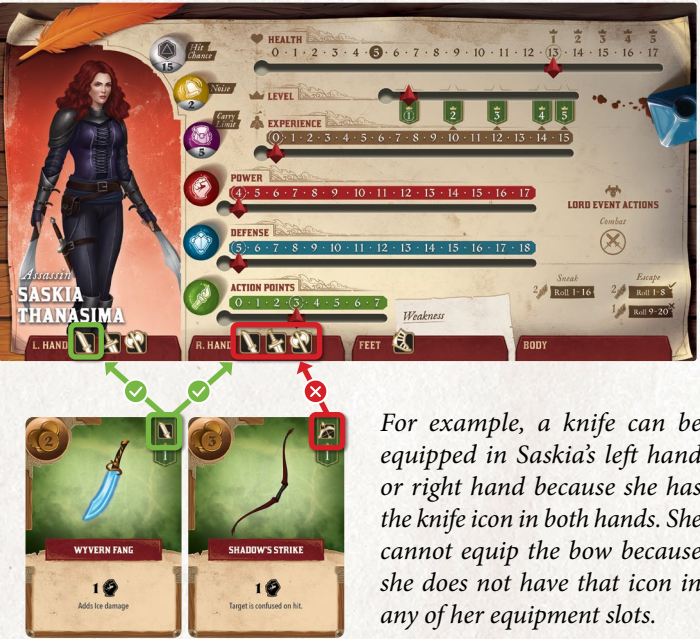 Hit
Chance
15
Noise
2
Carry
Limit
5
HEALTH
1 2 3 4 5
0 · 1 · 2 · 3 · 4 · 5 · 6 · 7 · 8 · 9 · 10 · 11 · 12 · 13 · 14 · 15 · 16 · 17
LEVEL
1 2 3 4 5
EXPERIENCE
0 · 1 · 2 · 3 · 4 · 5 · 6 · 7 · 8 · 9 · 10 · 11 · 12 · 13 · 14 · 15
POWER
4 · 5 · 6 · 7 · 8 · 9 · 10 · 11 · 12 · 13 · 14 · 15 · 16 · 17
DEFENSE
5 · 6 · 7 · 8 · 9 · 10 · 11 · 12 · 13 · 14 · 15 · 16 · 17 · 18
ACTION POINTS
0 · 1 · 2 · 3 · 4 · 5 · 6 · 7
LORD EVENT ACTIONS
Combat
Sneak
2 Roll 1-16
Escape
2 Roll 1-8
1 Roll 9-20
Weakness
Assassin
SASKIA
THANASIMA
L. HAND
R. HAND
FEET
BODY
2
1
WYVERN FANG
1
Adds Ice damage
3
1
SHADOW'S STRIKE
1
Target is confused on hit.
For example, a knife can be
equipped in Saskia's left hand
or right hand because she has
the knife icon in both hands. She
cannot equip the bow because
she does not have that icon in
any of her equipment slots.